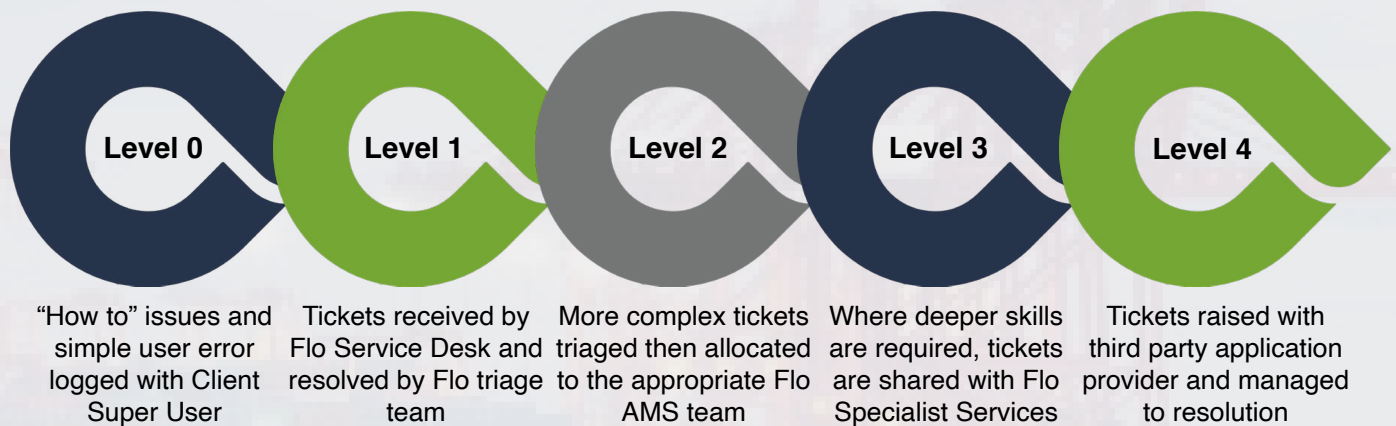 Level 0
"How to" issues and
simple user error
logged with Client
Super User
Level 1
Tickets received by
Flo Service Desk and
resolved by Flo triage
team
Level 2
More complex tickets
triaged then allocated
to the appropriate Flo
AMS team
Level 3
Where deeper skills
are required, tickets
are shared with Flo
Specialist Services
Level 4
Tickets raised with
third party application
provider and managed
to resolution